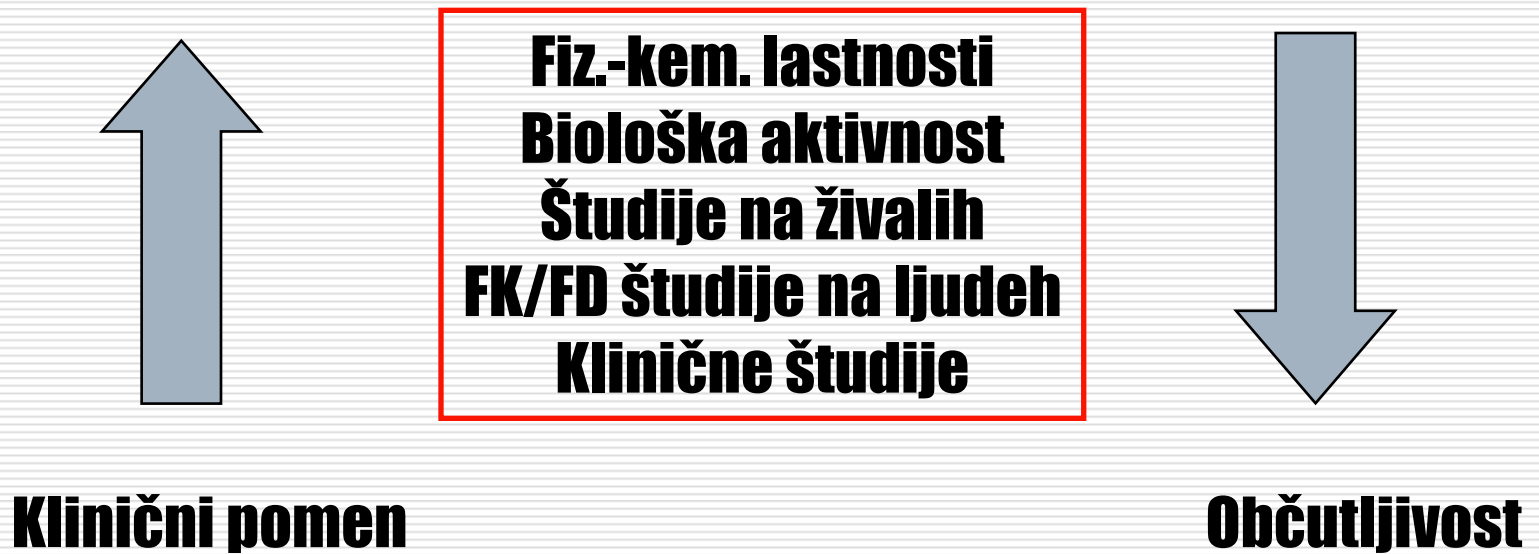 Fiz.-kem. lastnosti
Biološka aktivnost
Študije na živalih
FK/FD študije na ljudeh
Klinične študije
Klinični pomen
Občutljivost